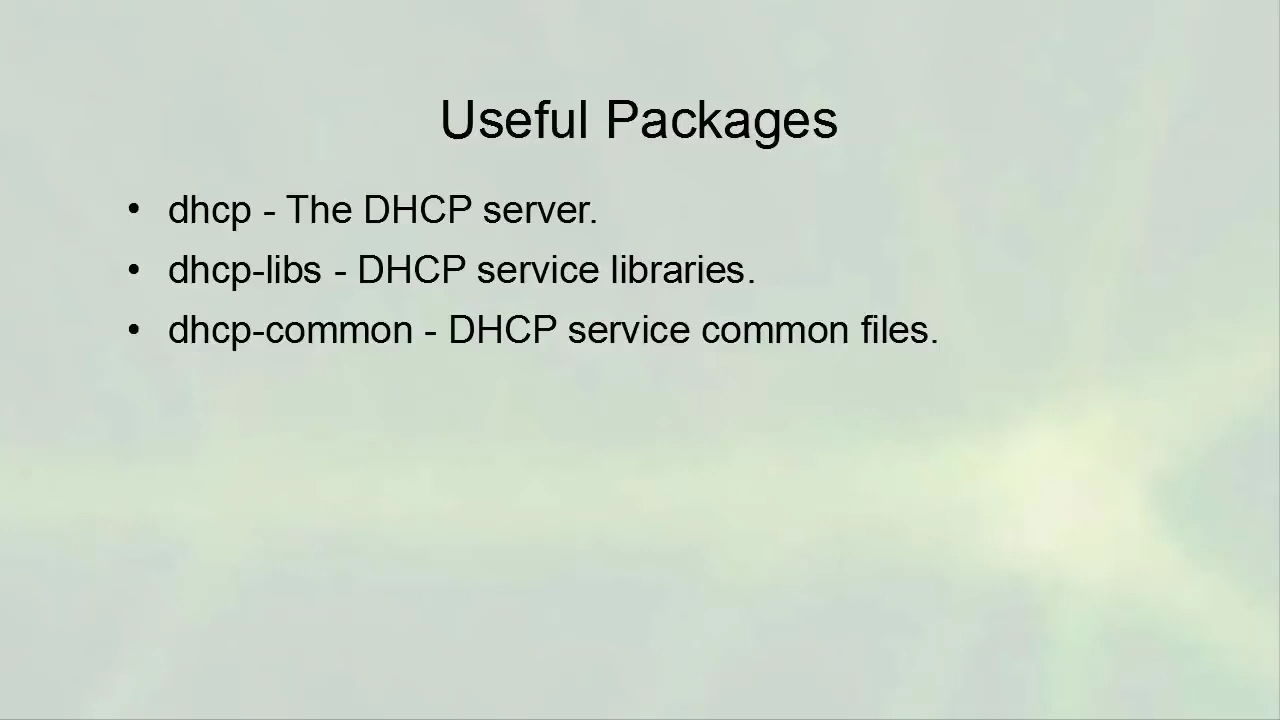 Useful Packages
• dhcp - The DHCP server.
• dhcp-libs - DHCP service libraries.
• dhcp-common - DHCP service common files.